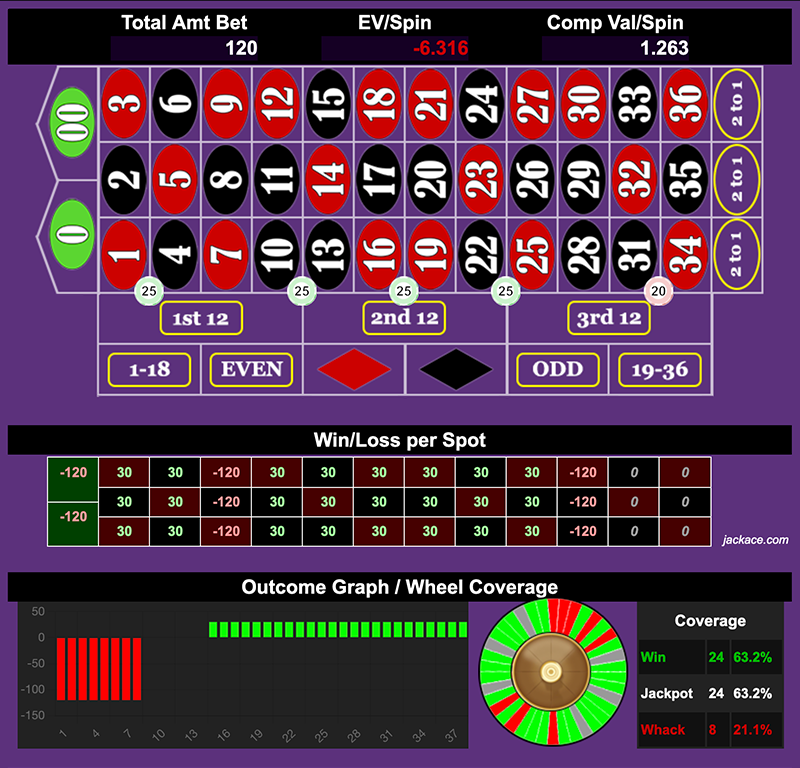 Total Amt Bet EV/Spin Comp Val/Spin
120 -6.316 1.263
00 3 6 9 12 15 18 21 24 27 30 33 36 2 to 1
2 5 8 11 14 17 20 23 26 29 32 35 2 to 1
0 1 4 7 10 13 16 19 22 25 28 31 34 2 to 1
25 25 25 25 20
1st 12 2nd 12 3rd 12
1-18 EVEN ODD 19-36
Win/Loss per Spot
-120 30 30 -120 30 30 30 30 30 30 -120 0 0
30 30 -120 30 30 30 30 30 30 -120 0 0
-120 30 30 -120 30 30 30 30 30 30 -120 0 0
jackace.com
Outcome Graph / Wheel Coverage
50
0
-50
-100
-150
1 4 7 10 13 16 19 22 25 28 31 34 37
Coverage
Win 24 63.2%
Jackpot 24 63.2%
Whack 8 21.1%